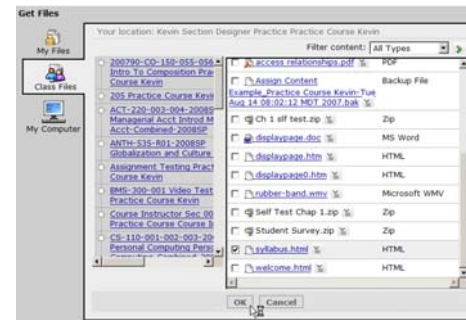 Get Files
Your location: Kevin Section Designer Practice Practice Course Kevin
Filter content: All Types
My Files
Class Files
My Computer
200790-CO-150-055-056
Intro To Composition Prac
Course Kevin
205 Practice Course Kevin
ACT-220-003-004-2008S
Managerial Acct Introd M
Acct-Combined-2008SP
ANTH-535-R01-2008SP
Globalization and Culture
Assignment Testing Pract
Course Kevin
BMS-300-001 Video Test
Practice Course Kevin
Course Instructor Sec 00
Practice Course Course I
CS-110-001-002-003-20
Personal Computing Perso
access relationships.pdf PDF
Assign Content Backup File
Example_Practice Course Kevin-Tue
Aug 14 08:02:12 MDT 2007.bak
Ch 1 slf test.zip Zip
displaypage.doc MS Word
displaypage.htm HTML
displaypage0.htm HTML
rubber-band.wmv Microsoft WMV
Self Test Chap 1.zip Zip
Student Survey.zip Zip
syllabus.html HTML
welcome.html HTML
OK Cancel